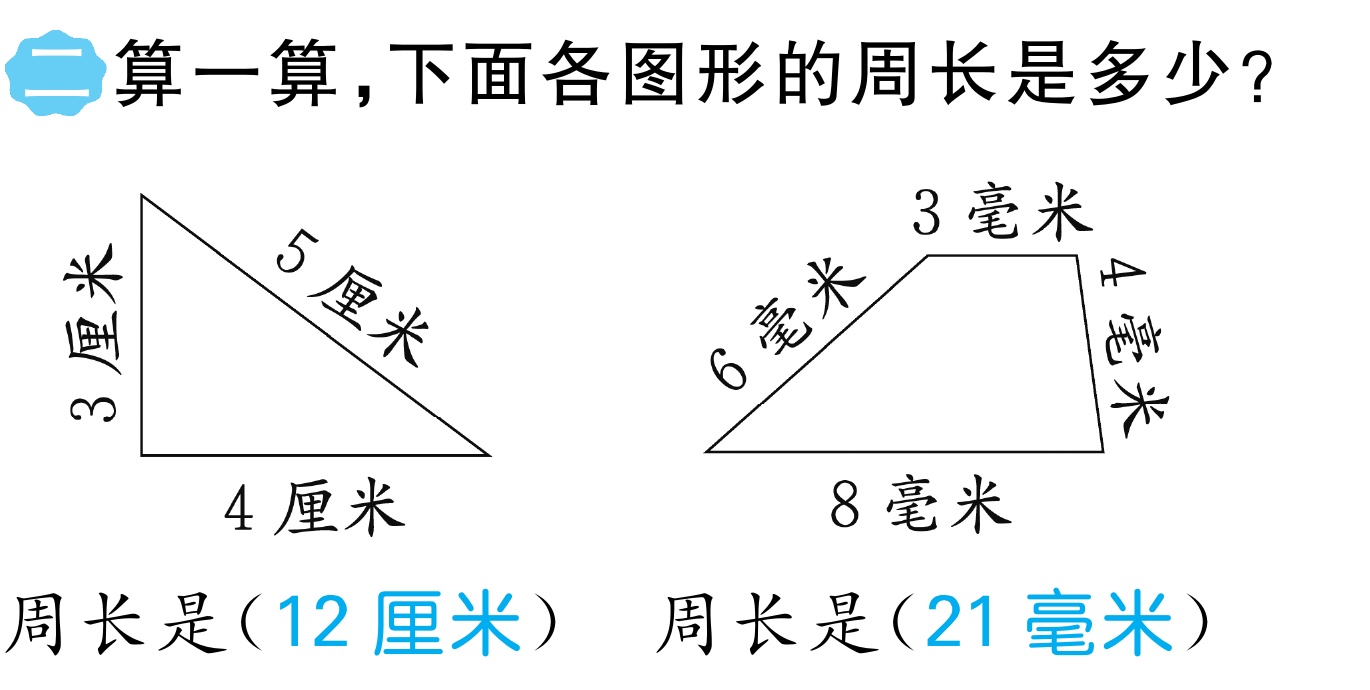 二 算一算,下面各图形的周长是多少?
3 厘米
5 厘米
4 厘米
3 毫米
6 毫米
4 毫米
8 毫米
周长是(12 厘米)
周长是(21 毫米)